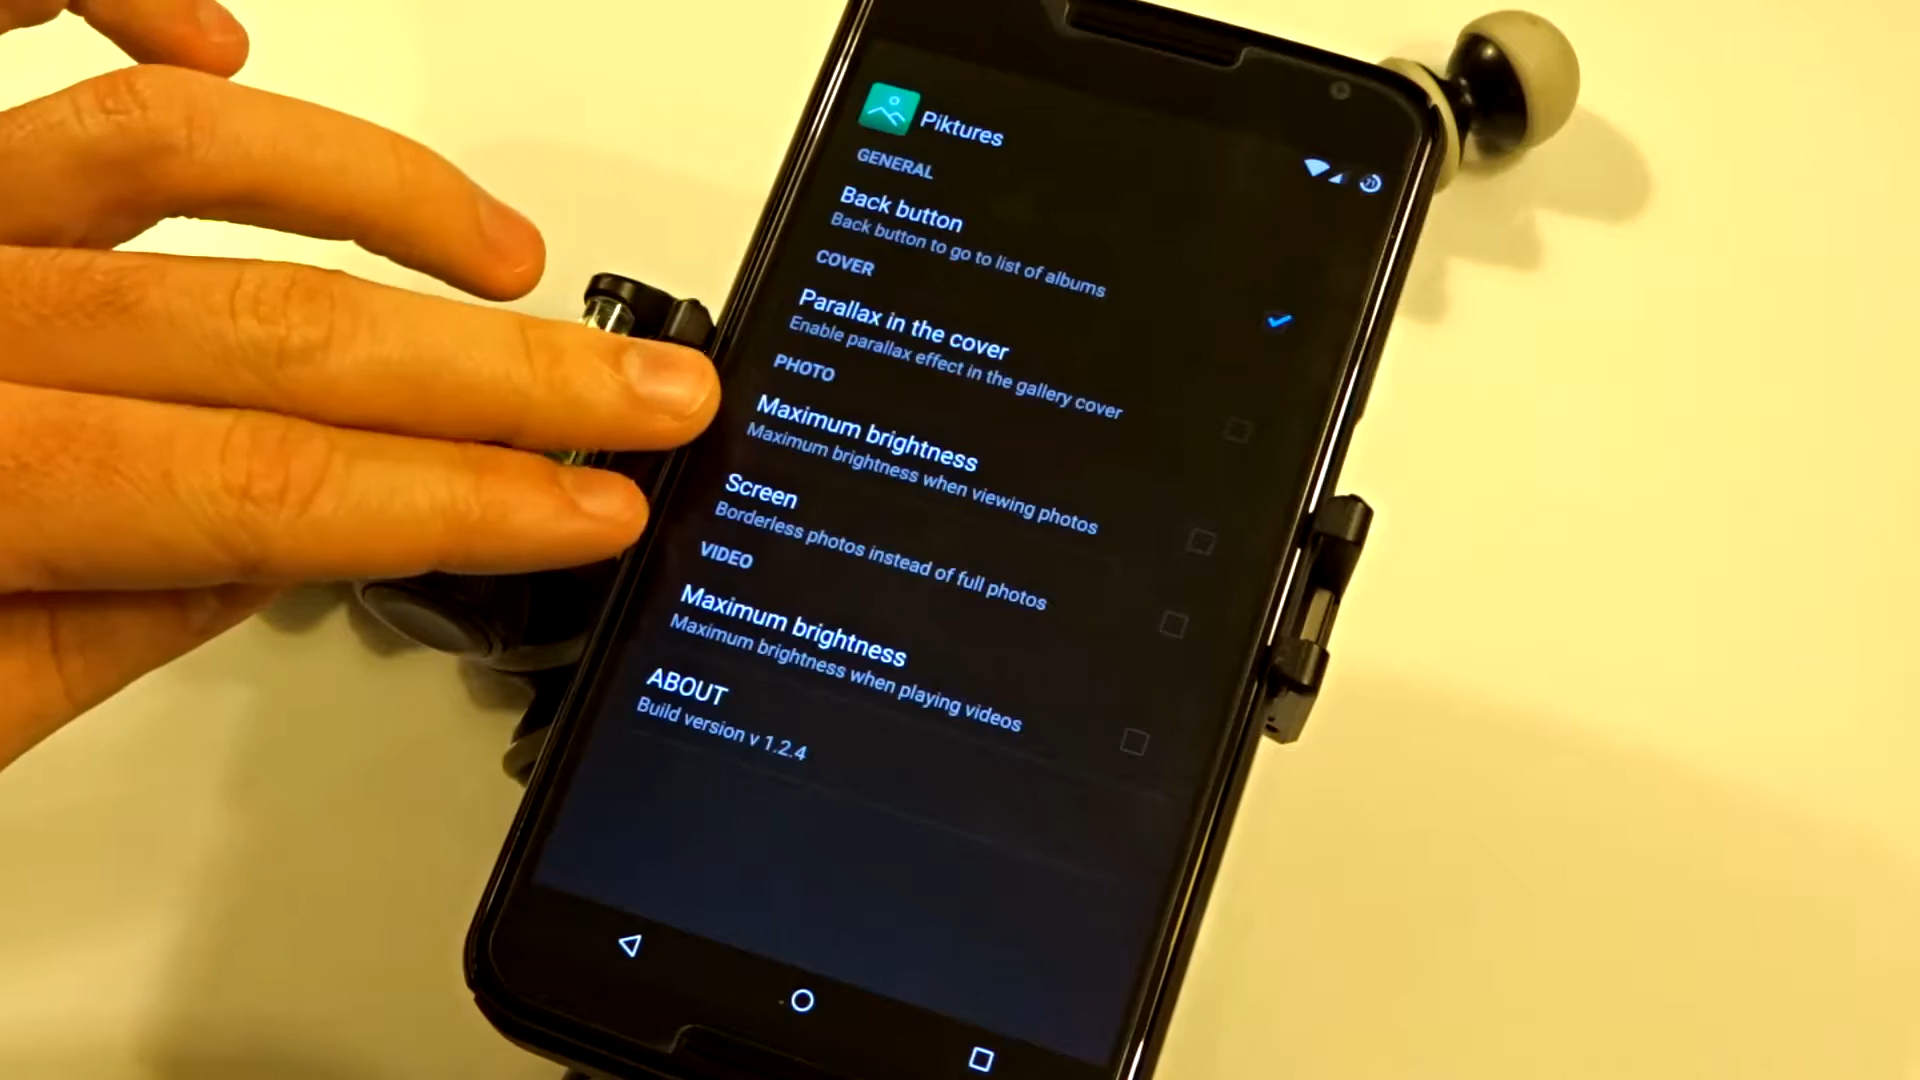 Piktures
71
GENERAL
Back button
Back button to go to list of albums
COVER
Parallax in the cover
Enable parallax effect in the gallery cover
PHOTO
Maximum brightness
Maximum brightness when viewing photos
Screen
Borderless photos instead of full photos
VIDEO
Maximum brightness
Maximum brightness when playing videos
ABOUT
Build version v 1.2.4